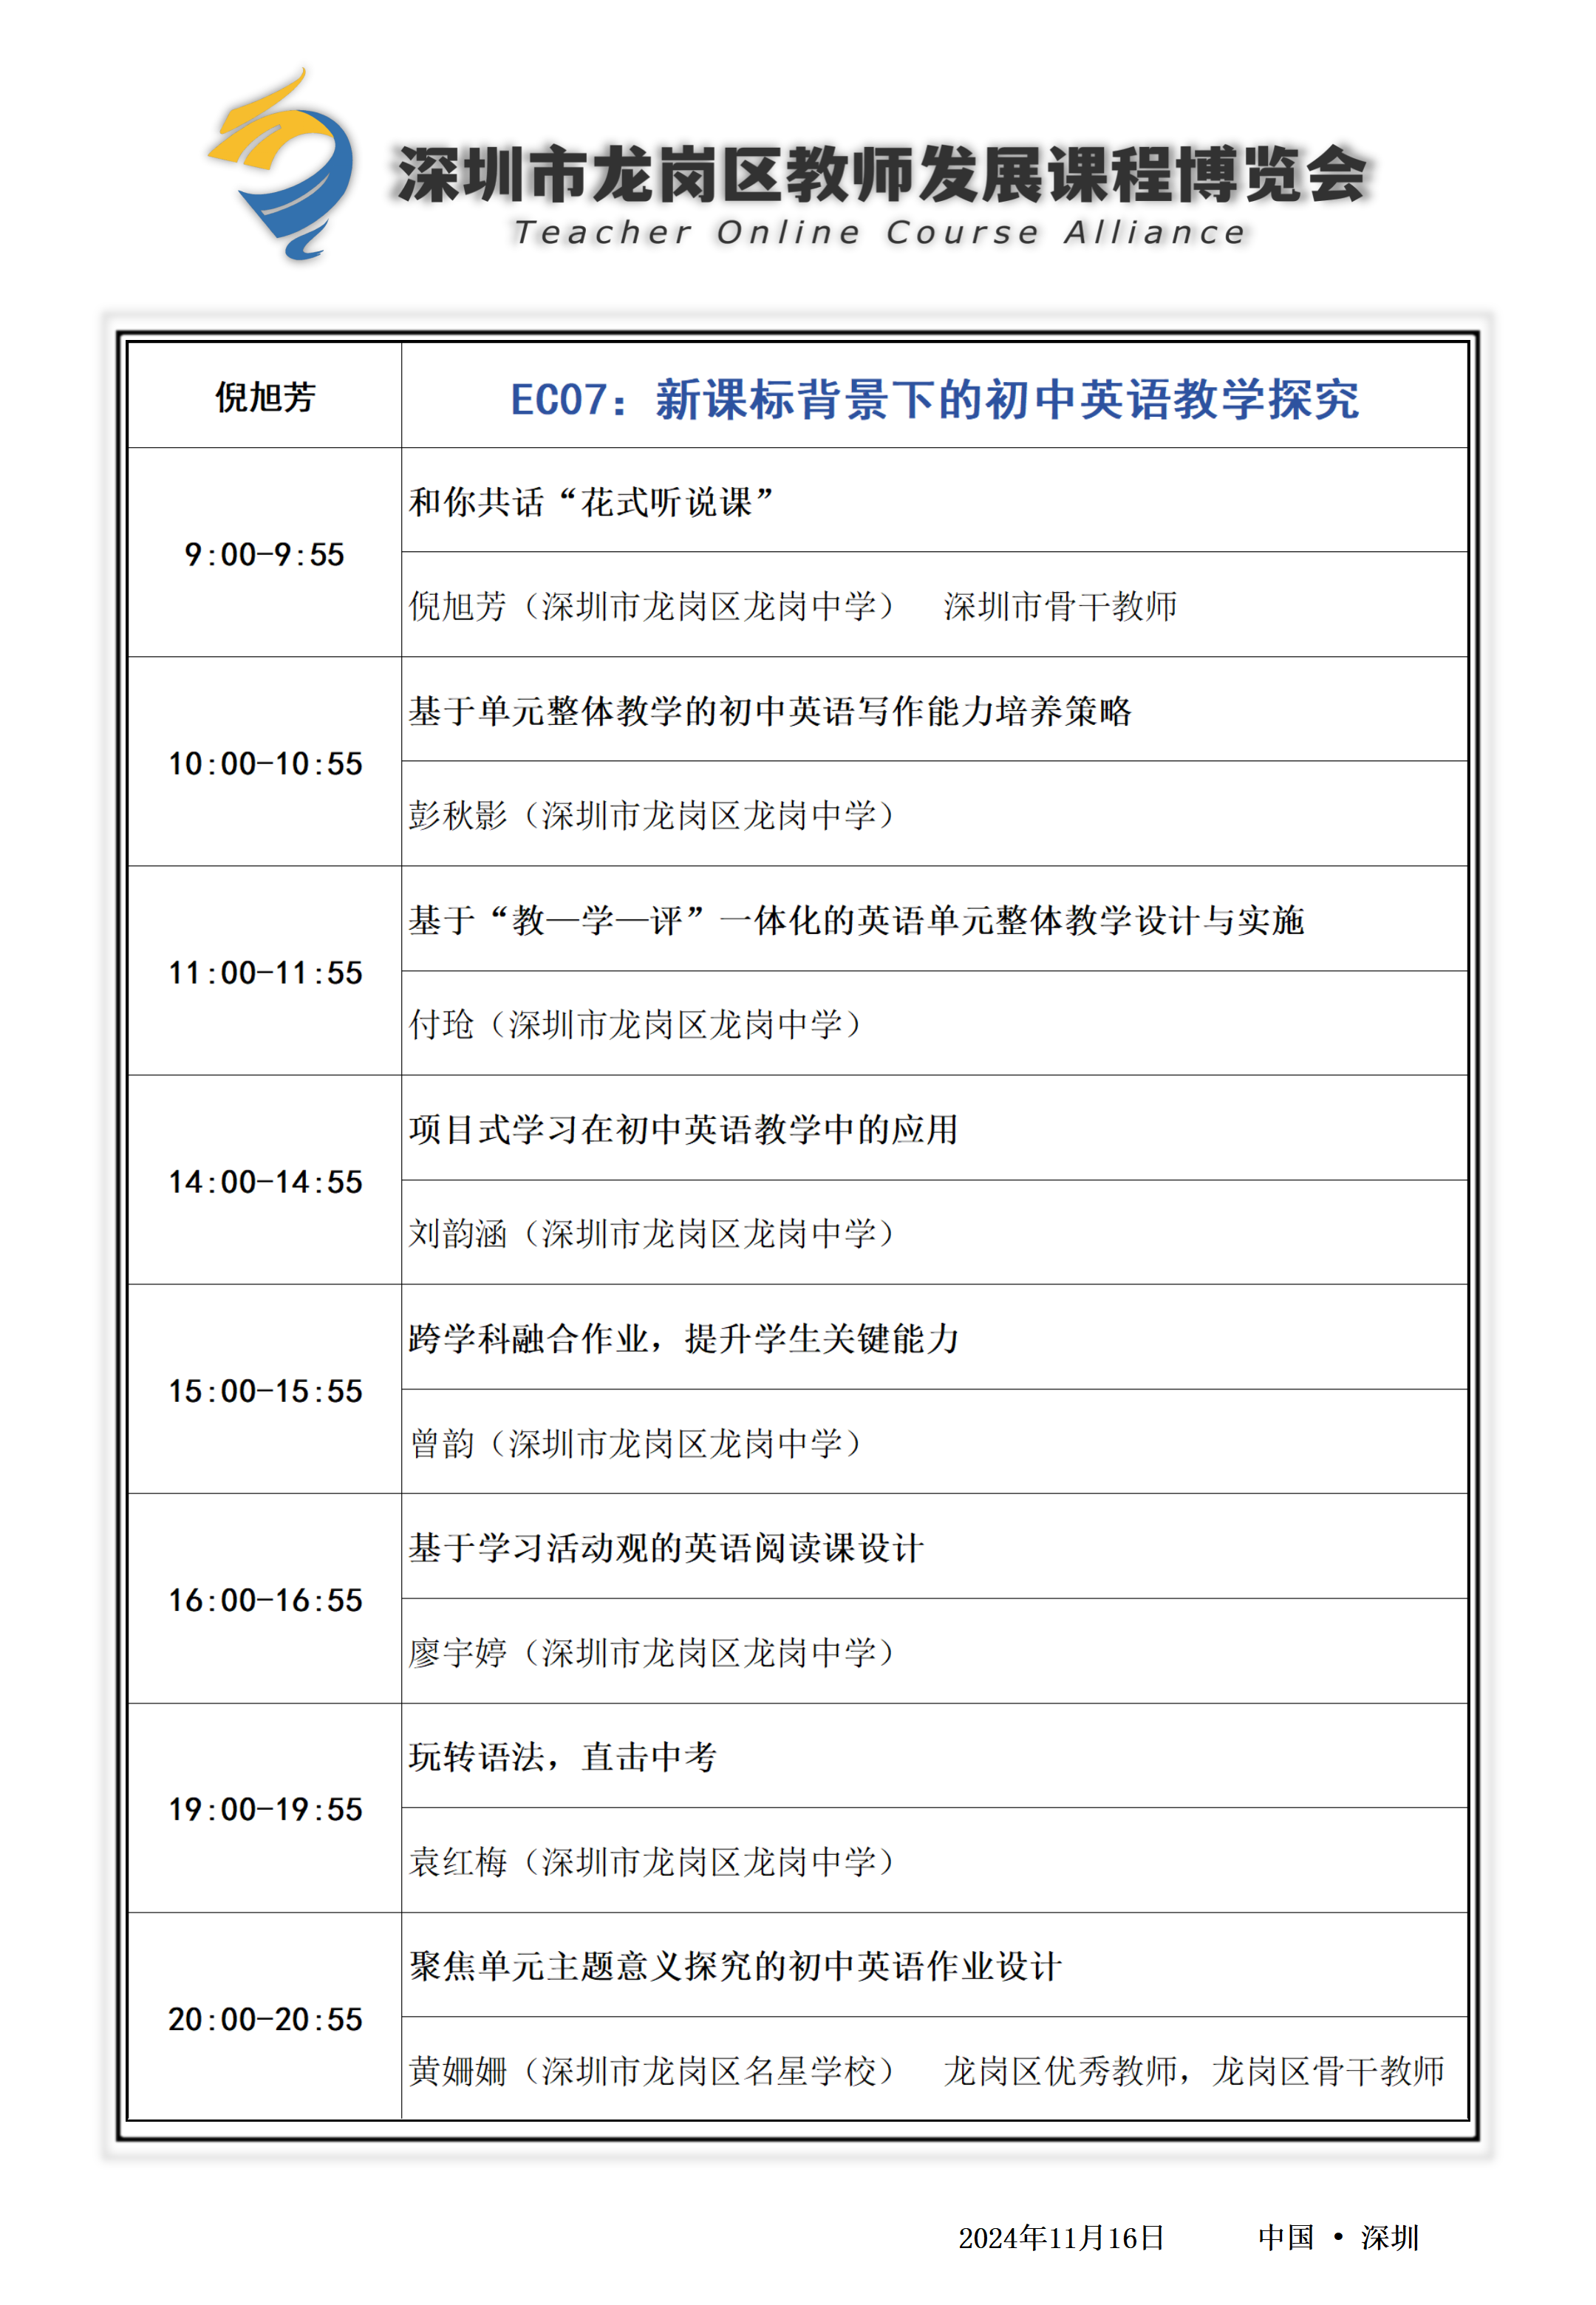 深圳市龙岗区教师发展课程博览会
Teacher Online Course Alliance
倪旭芳
EC07：新课标背景下的初中英语教学探究
9:00-9:55
和你共话“花式听说课”
倪旭芳（深圳市龙岗区龙岗中学） 深圳市骨干教师
10:00-10:55
基于单元整体教学的初中英语写作能力培养策略
彭秋影（深圳市龙岗区龙岗中学）
11:00-11:55
基于“教—学—评”一体化的英语单元整体教学设计与实施
付玱（深圳市龙岗区龙岗中学）
14:00-14:55
项目式学习在初中英语教学中的应用
刘韵涵（深圳市龙岗区龙岗中学）
15:00-15:55
跨学科融合作业，提升学生关键能力
曾韵（深圳市龙岗区龙岗中学）
16:00-16:55
基于学习活动观的英语阅读课设计
廖宇婷（深圳市龙岗区龙岗中学）
19:00-19:55
玩转语法，直击中考
袁红梅（深圳市龙岗区龙岗中学）
20:00-20:55
聚焦单元主题意义探究的初中英语作业设计
黄姗姗（深圳市龙岗区名星学校） 龙岗区优秀教师，龙岗区骨干教师
2024年11月16日 中国 • 深圳